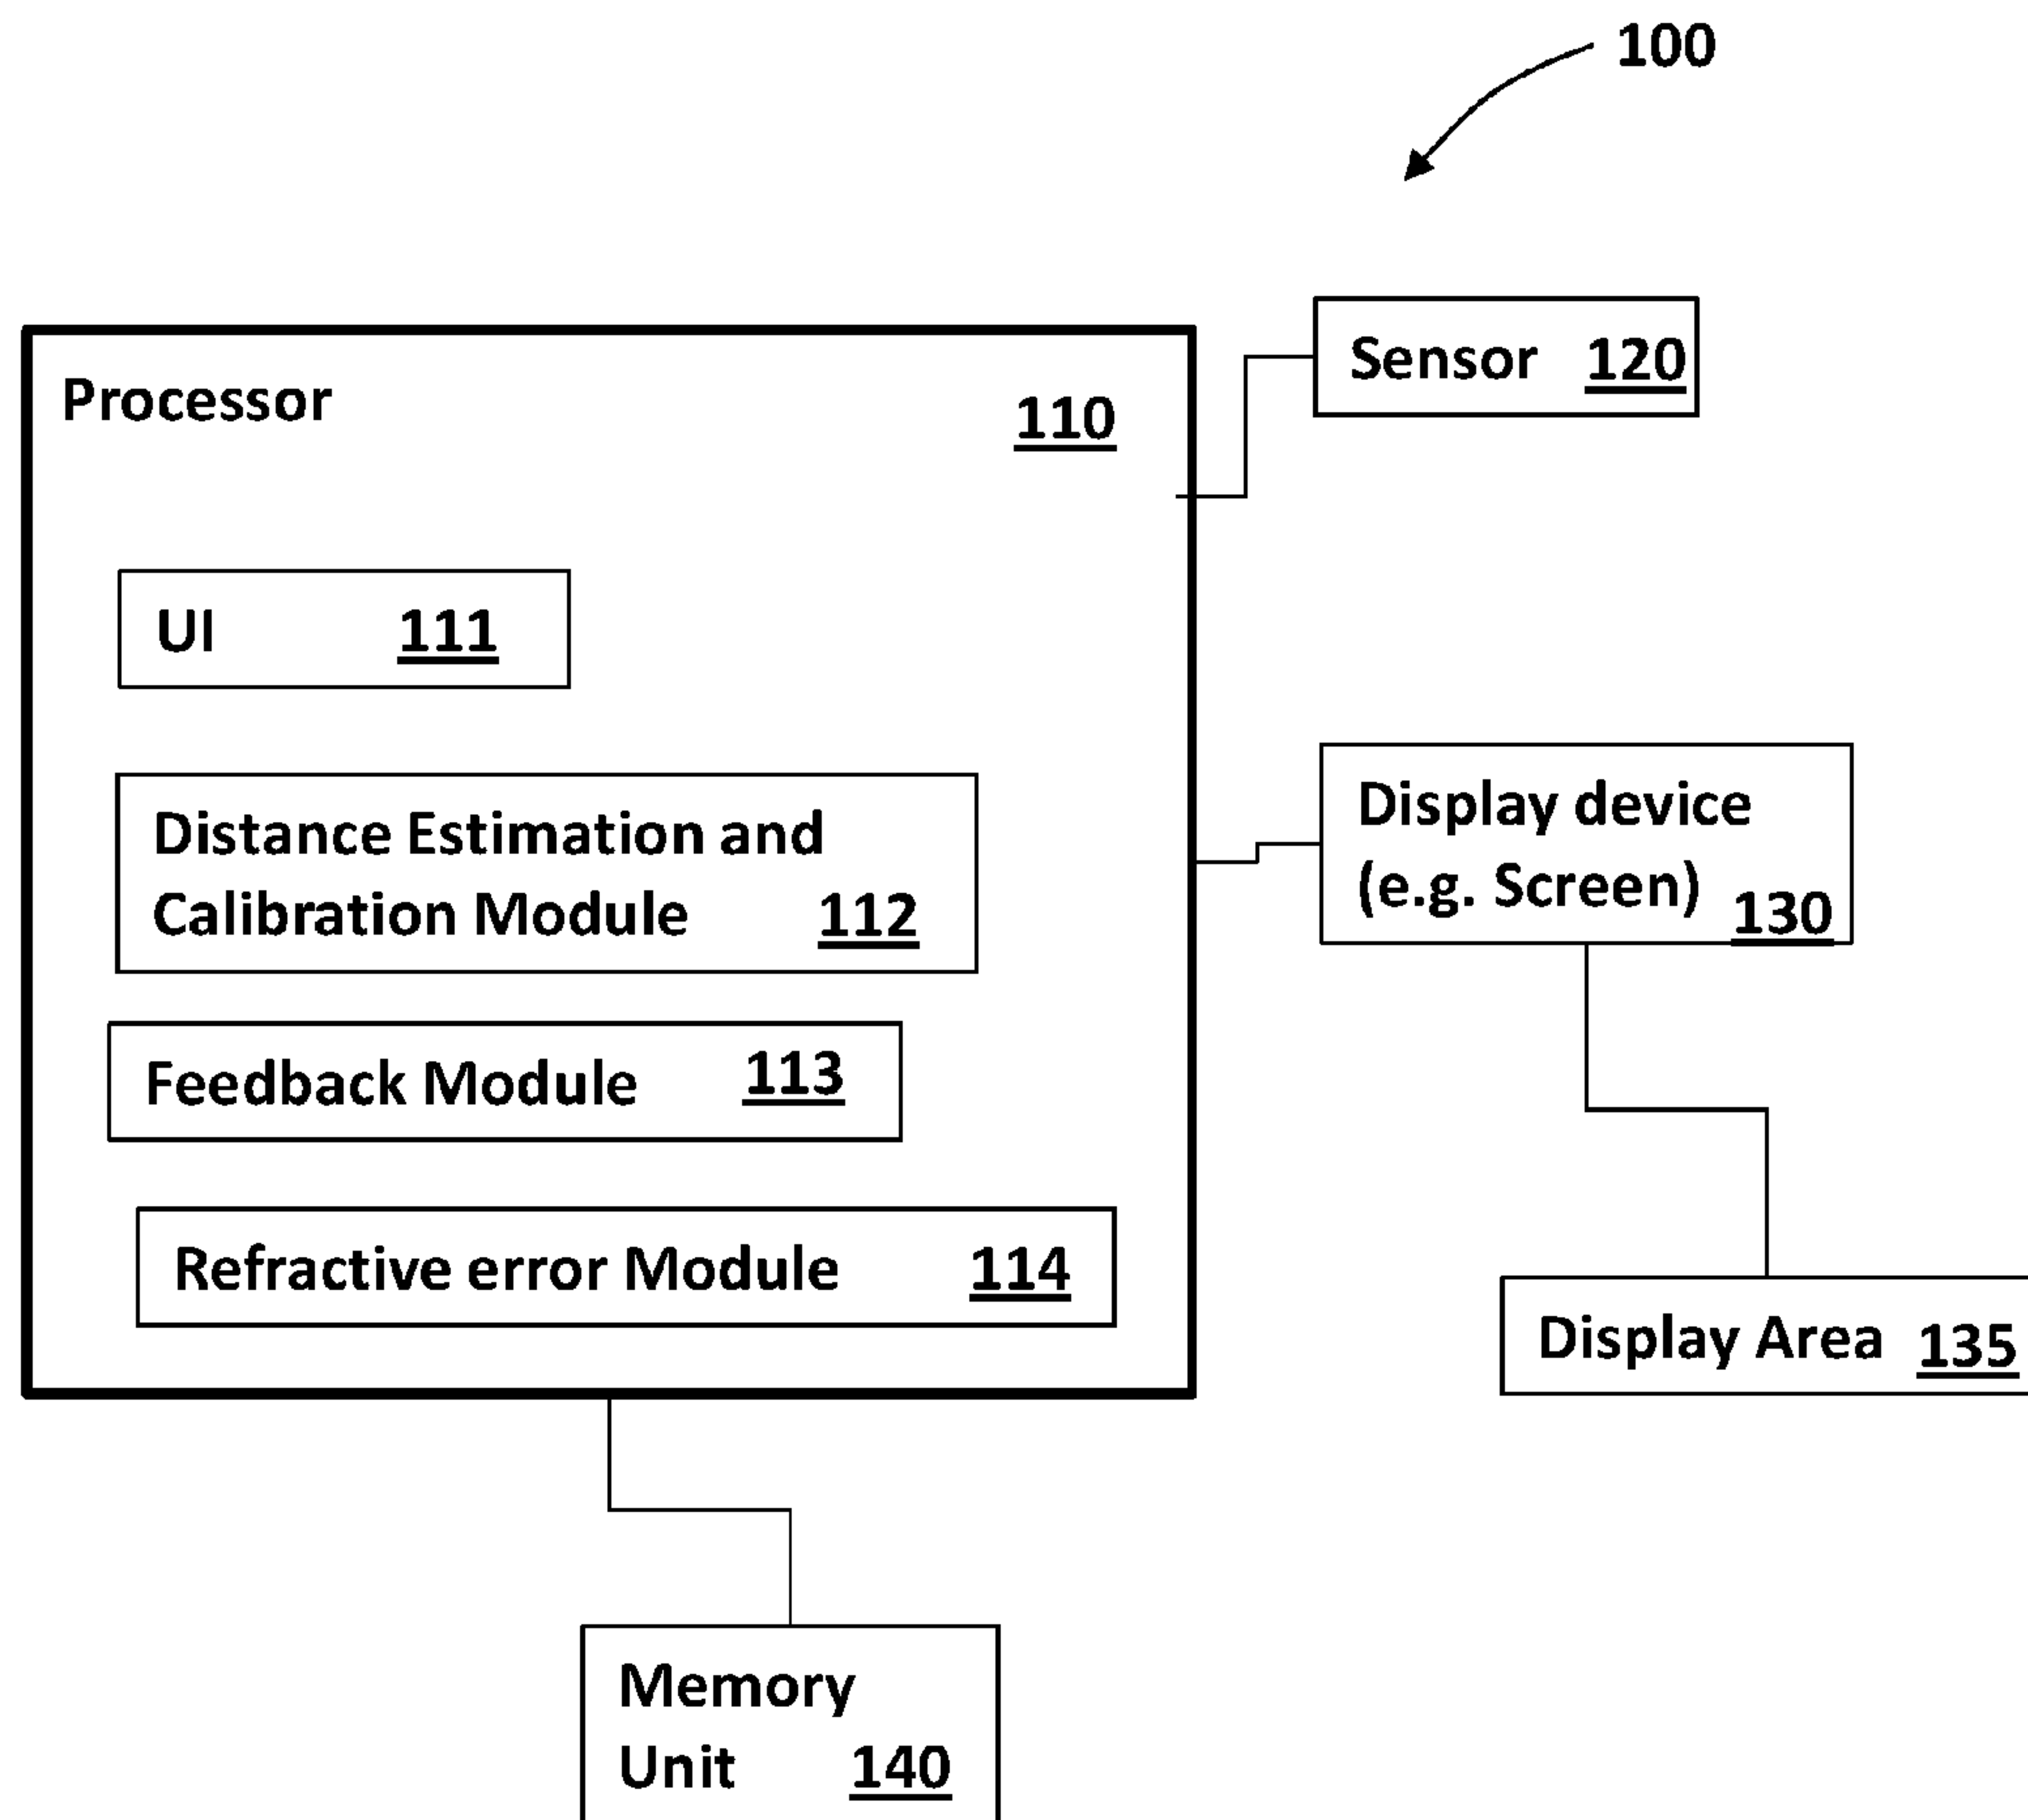 100
Processor
110
Sensor 120
UI 111
Distance Estimation and
Calibration Module 112
Feedback Module 113
Refractive error Module 114
Display device
(e.g. Screen) 130
Display Area 135
Memory
Unit 140